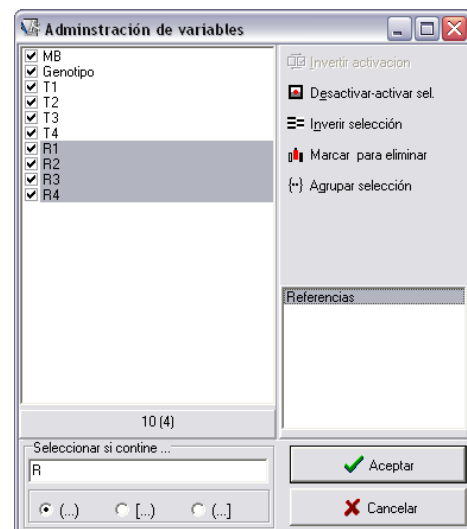 Adminstración de variables
MB
Genotipo
T1
T2
T3
T4
R1
R2
R3
R4
10 (4)
Invertir activacion
Desactivar-activar sel.
Inverir selección
Marcar para eliminar
{--} Agrupar selección
Referencias
Seleccionar si contine ...
R
(...) [...) (...]
Aceptar
Cancelar